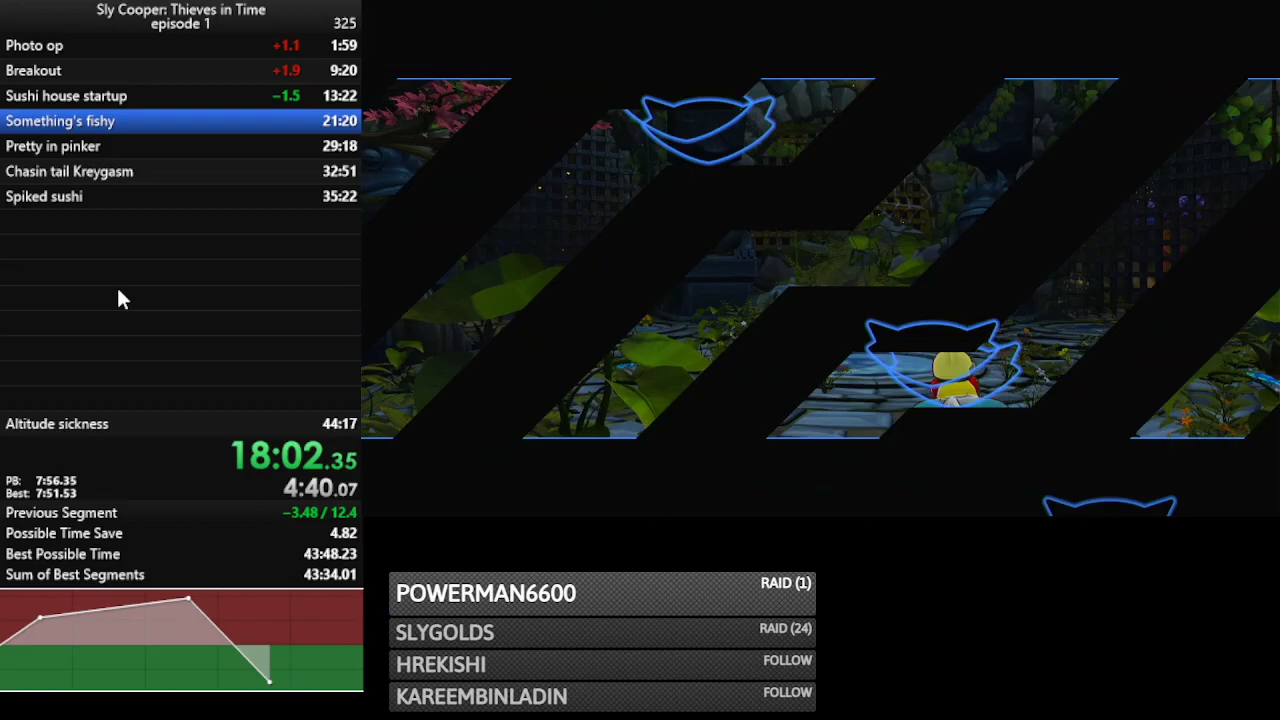 Sly Cooper: Thieves in Time
episode 1
325
Photo op +1.1 1:59
Breakout +1.9 9:20
Sushi house startup −1.5 13:22
Something's fishy 21:20
Pretty in pinker 29:18
Chasin tail Kreygasm 32:51
Spiked sushi 35:22
Altitude sickness 44:17
18:02.35
PB: 7:56.35
Best: 7:51.53
4:40.07
Previous Segment −3.48 / 12.4
Possible Time Save 4.82
Best Possible Time 43:48.23
Sum of Best Segments 43:34.01
POWERMAN6600 RAID (1)
SLYGOLDS RAID (24)
HREKISHI FOLLOW
KAREEMBINLADIN FOLLOW